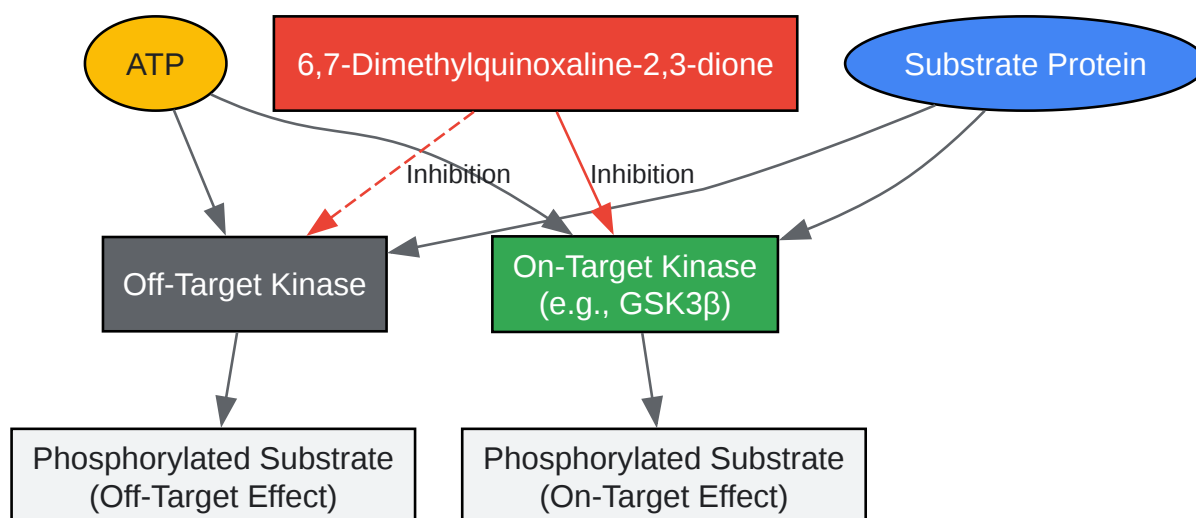 ATP
6,7-Dimethylquinoxaline-2,3-dione
Substrate Protein
Inhibition
Inhibition
Off-Target Kinase
On-Target Kinase
(e.g., GSK3β)
Phosphorylated Substrate
(Off-Target Effect)
Phosphorylated Substrate
(On-Target Effect)